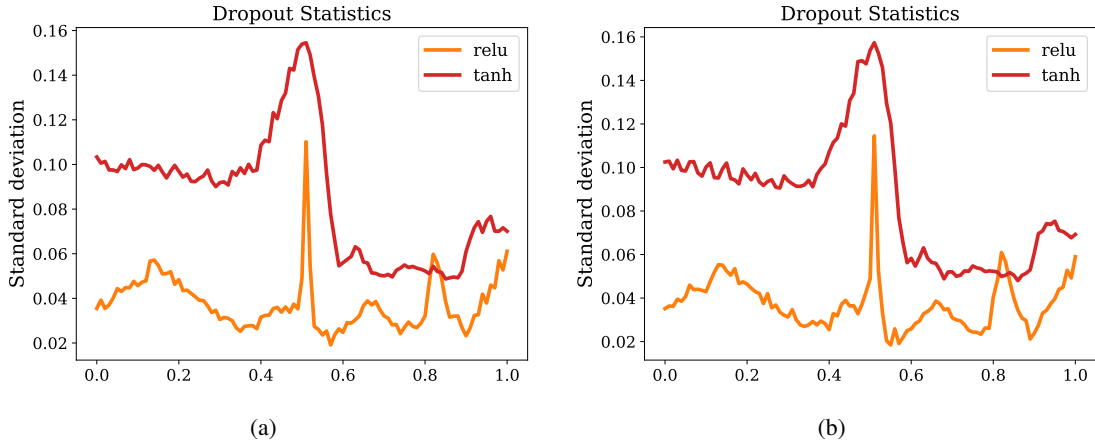 Dropout Statistics
Standard deviation
0.16
0.14
0.12
0.10
0.08
0.06
0.04
0.02
0.0 0.2 0.4 0.6 0.8 1.0
relu
tanh
(a)
Dropout Statistics
Standard deviation
0.16
0.14
0.12
0.10
0.08
0.06
0.04
0.02
0.0 0.2 0.4 0.6 0.8 1.0
relu
tanh
(b)